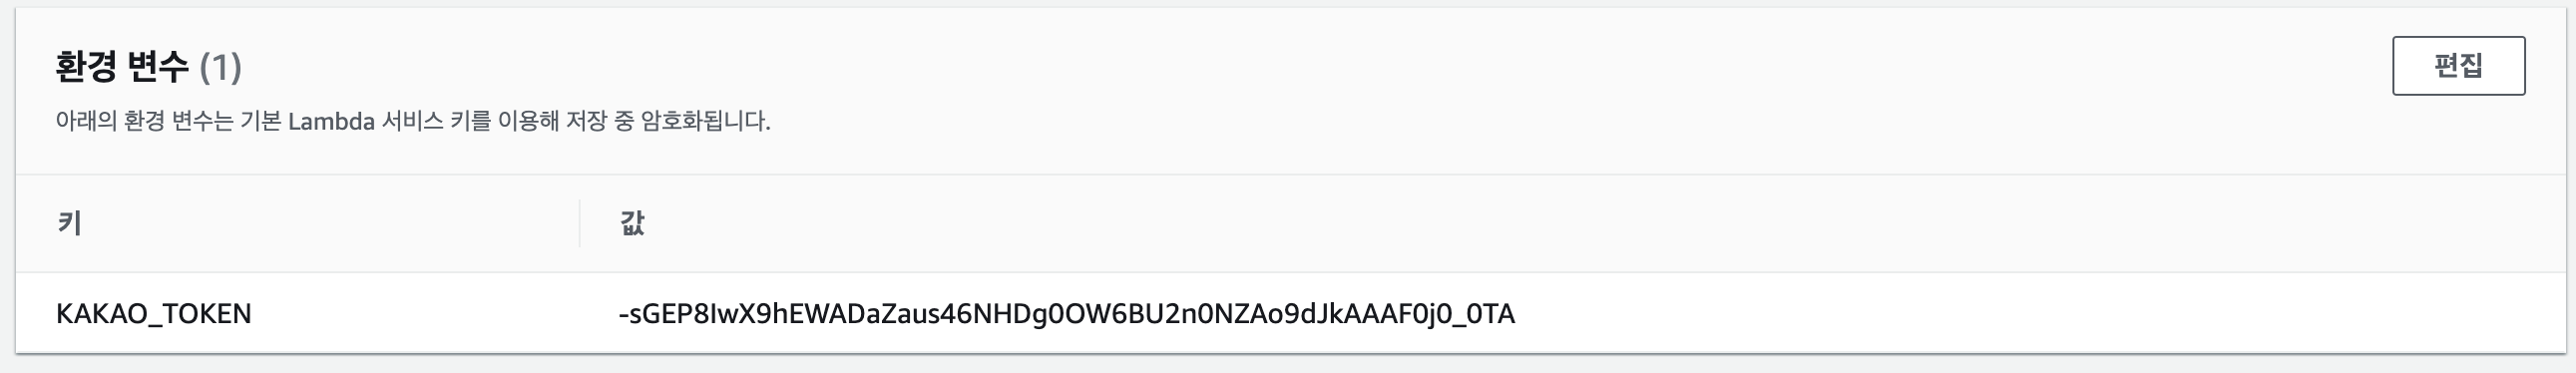 환경 변수 (1)
편집
아래의 환경 변수는 기본 Lambda 서비스 키를 이용해 저장 중 암호화됩니다.
키 값
KAKAO_TOKEN -sGEP8IwX9hEWADaZaus46NHDg0OW6BU2n0NZAo9dJkAAAF0j0_0TA